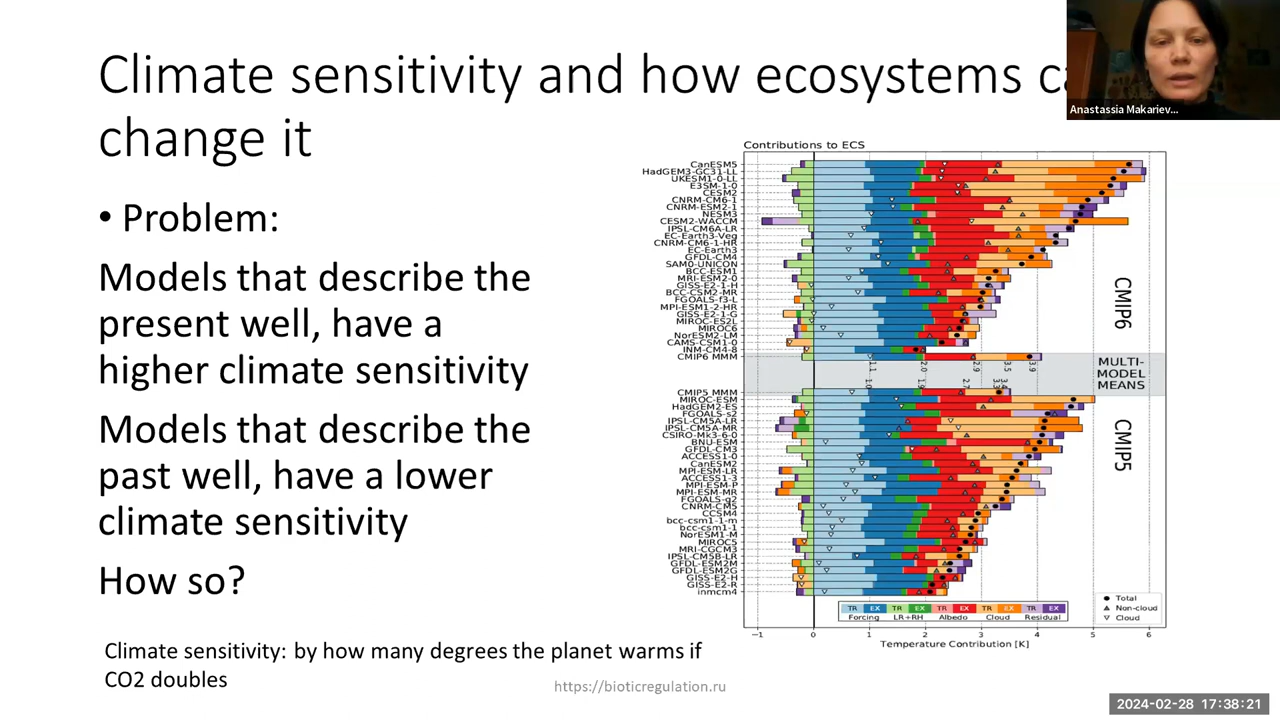 Climate sensitivity and how ecosystems
change it
Anastassia Makariev...
• Problem:
Models that describe the
present well, have a
higher climate sensitivity
Models that describe the
past well, have a lower
climate sensitivity
How so?
Climate sensitivity: by how many degrees the planet warms if
CO2 doubles
https://bioticregulation.ru
Contributions to ECS
CanESM5
HadGEM3-GC31-LL
UKESM1-0-LL
E3SM-1-0
CESM2
CNRM-CM6-1
CNRM-ESM2-1
NESM3
CESM2-WACCM
IPSL-CM6A-LR
EC-Earth3-Veg
CNRM-CM6-1-HR
EC-Earth3
GFDL-CM4
SAM0-UNICON
BCC-ESM1
MRI-ESM2-0
GISS-E2-1-H
BCC-CSM2-MR
FGOALS-f3-L
MPI-ESM1-2-HR
GISS-E2-1-G
MIROC-ES2L
MIROC6
NorESM2-LM
CAMS-CSM1-0
INM-CM4-8
CMIP6 MMM
CMIP6
MULTI-
MODEL
MEANS
CMIP5 MMM
MIROC-ESM
HadGEM2-ES
FGOALS-s2
IPSL-CM5A-LR
IPSL-CM5A-MR
CSIRO-Mk3-6-0
BNU-ESM
GFDL-CM3
ACCESS1-0
CanESM2
MPI-ESM-LR
ACCESS1-3
MPI-ESM-P
MPI-ESM-MR
FGOALS-g2
CNRM-CM5
CCSM4
bcc-csm1-1-m
bcc-csm1-1
NorESM1-M
MIROC5
MRI-CGCM3
IPSL-CM5B-LR
GFDL-ESM2M
GFDL-ESM2G
GISS-E2-H
GISS-E2-R
inmcm4
CMIP5
TR EX TR EX TR EX TR EX TR EX
Forcing LR+RH Albedo Cloud Residual
Total
Non-cloud
Cloud
−1 0 1 2 3 4 5 6
Temperature Contribution [K]
2024-02-28 17:38:21